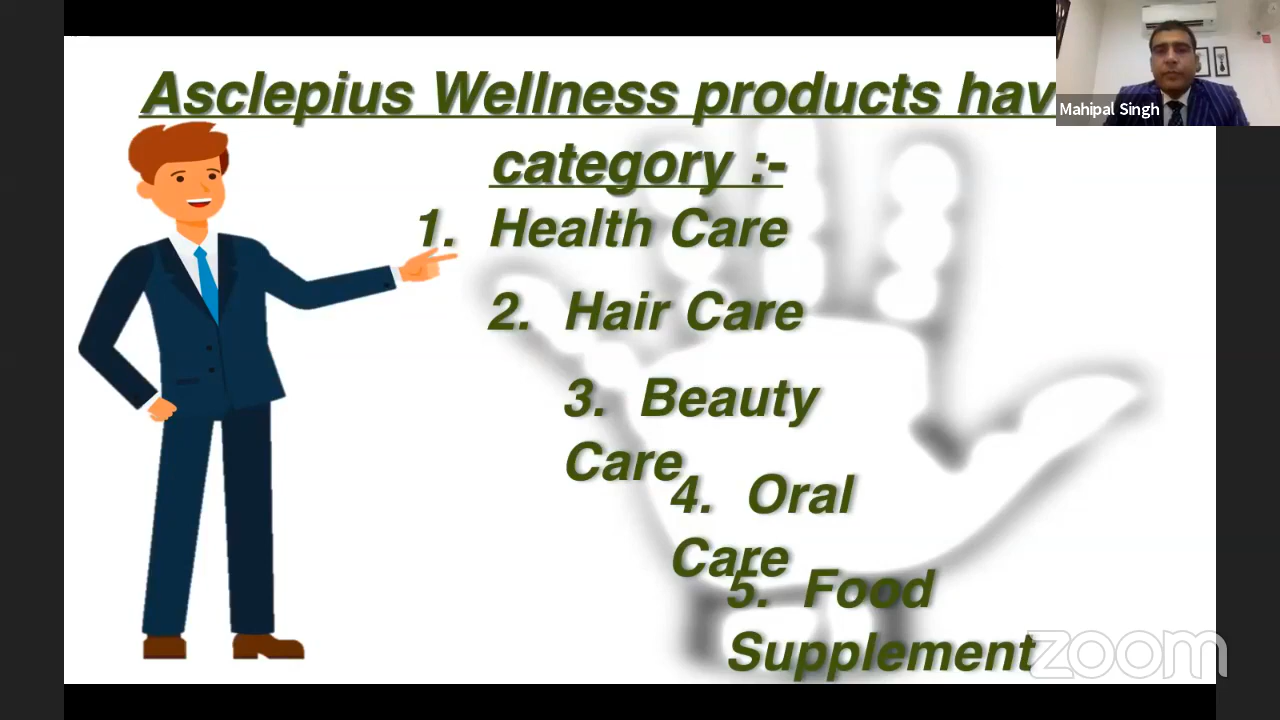 Asclepius Wellness products hav
Mahipal Singh
category :-
1. Health Care
2. Hair Care
3. Beauty
Care
4. Oral
Care
5. Food
Supplement
zoom